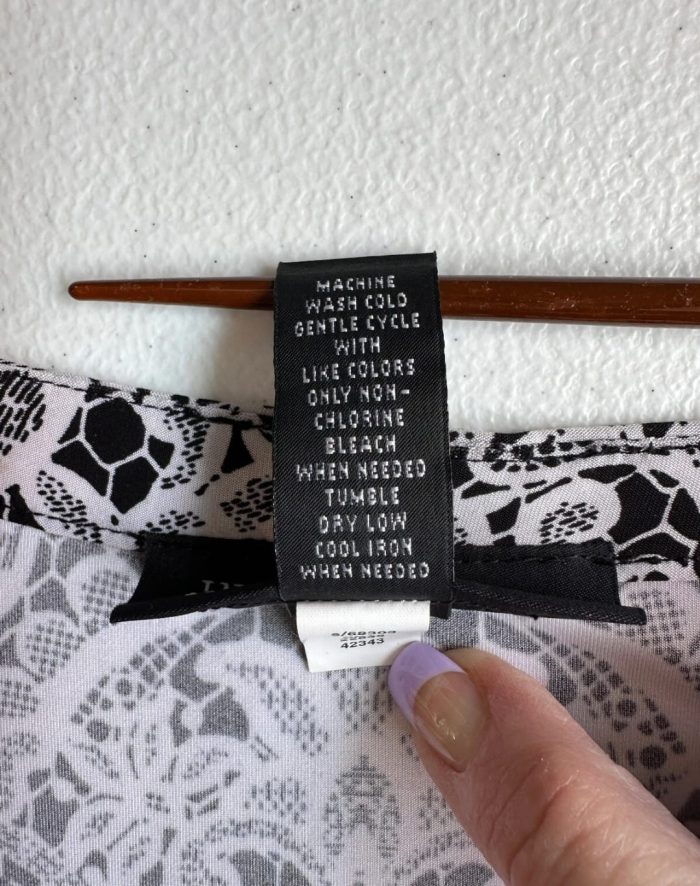 MACHINE
WASH COLD
GENTLE CYCLE
WITH
LIKE COLORS
ONLY NON-
CHLORINE
BLEACH
WHEN NEEDED
TUMBLE
DRY LOW
COOL IRON
WHEN NEEDED
42343